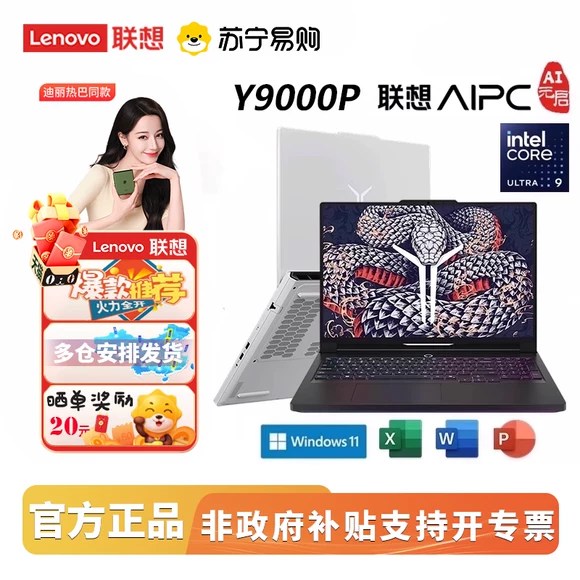 Lenovo 联想 苏宁易购
迪丽热巴同款
Y9000P 联想 AIPC AI元启
intel
CORE
ULTRA 9
Lenovo 联想
爆款推荐
火力全开
多仓安排发货
晒单奖励
20元
Windows 11 X W P
官方正品 非政府补贴支持开专票